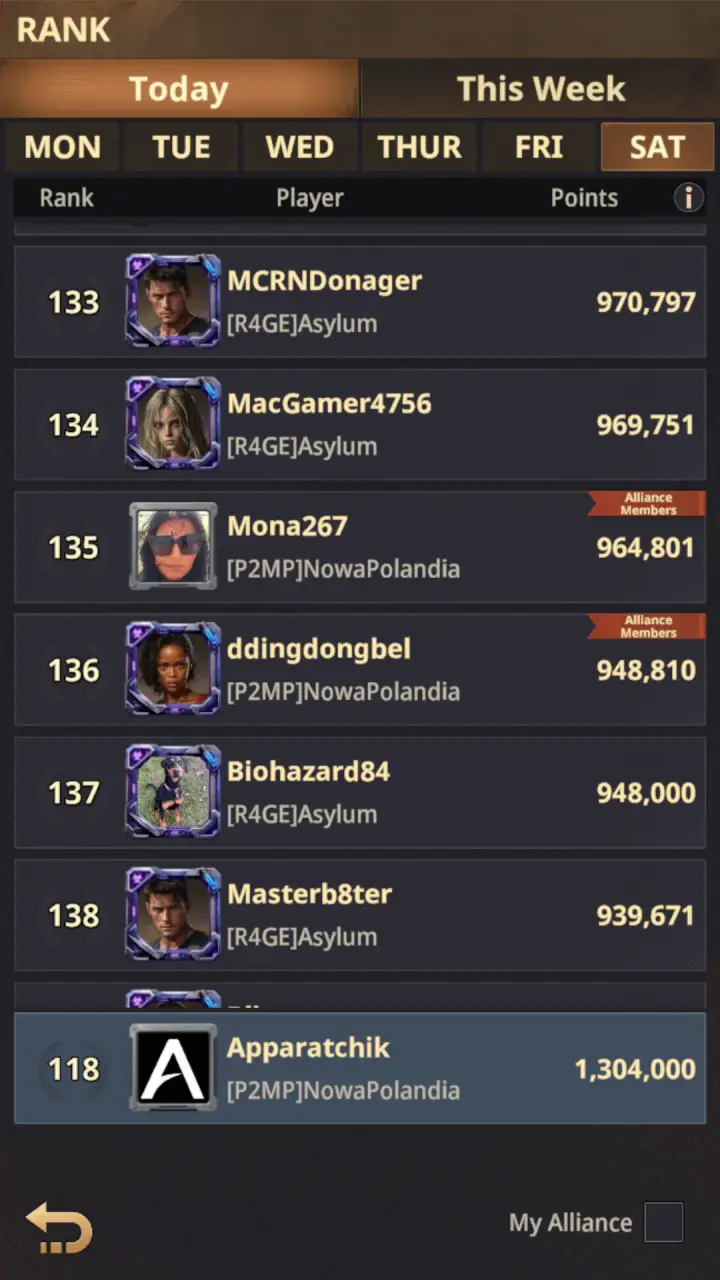 RANK
Today
This Week
MON TUE WED THUR FRI SAT
Rank Player Points i
133 MCRNDonager 970,797
[R4GE]Asylum
134 MacGamer4756 969,751
[R4GE]Asylum
Alliance
Members
135 Mona267 964,801
[P2MP]NowaPolandia
Alliance
Members
136 ddingdongbel 948,810
[P2MP]NowaPolandia
137 Biohazard84 948,000
[R4GE]Asylum
138 Masterb8ter 939,671
[R4GE]Asylum
118 Apparatchik 1,304,000
[P2MP]NowaPolandia
My Alliance